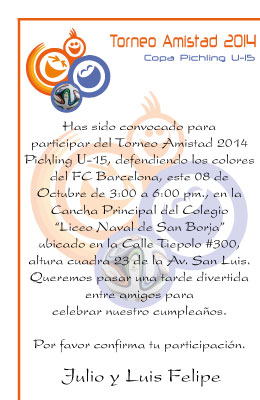 Torneo Amistad 2014
Copa Pichling U-15
Has sido convocado para
participar del Torneo Amistad 2014
Pichling U-15, defendiendo los colores
del FC Barcelona, este 08 de
Octubre de 3:00 a 6:00 pm., en la
Cancha Principal del Colegio
"Liceo Naval de San Borja"
ubicado en la Calle Tiepolo #300,
altura cuadra 23 de la Av. San Luis.
Queremos pasar una tarde divertida
entre amigos para
celebrar nuestro cumpleaños.
Por favor confirma tu participación.
Julio y Luis Felipe